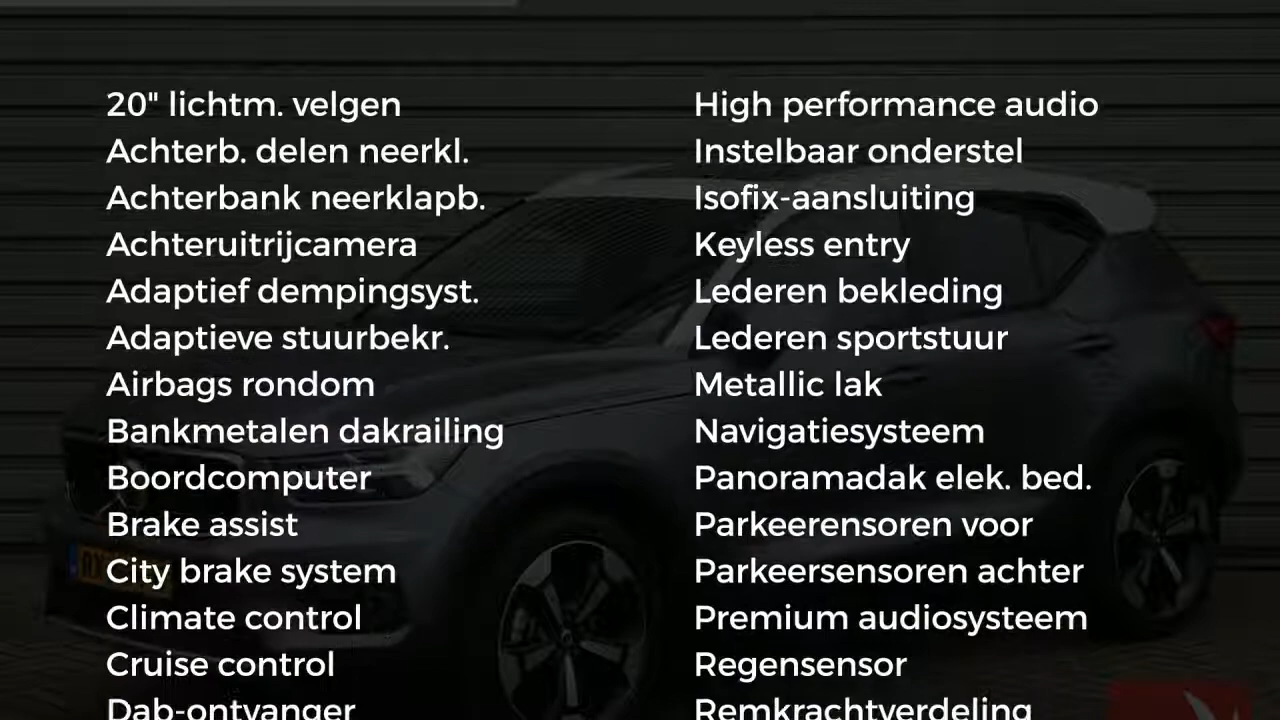 20" lichtm. velgen
Achterb. delen neerkl.
Achterbank neerklapb.
Achteruitrijcamera
Adaptief dempingsyst.
Adaptieve stuurbekr.
Airbags rondom
Bankmetalen dakrailing
Boordcomputer
Brake assist
City brake system
Climate control
Cruise control
Dab-ontvanger
High performance audio
Instelbaar onderstel
Isofix-aansluiting
Keyless entry
Lederen bekleding
Lederen sportstuur
Metallic lak
Navigatiesysteem
Panoramadak elek. bed.
Parkeerensoren voor
Parkeersensoren achter
Premium audiosysteem
Regensensor
Remkrachtverdeling